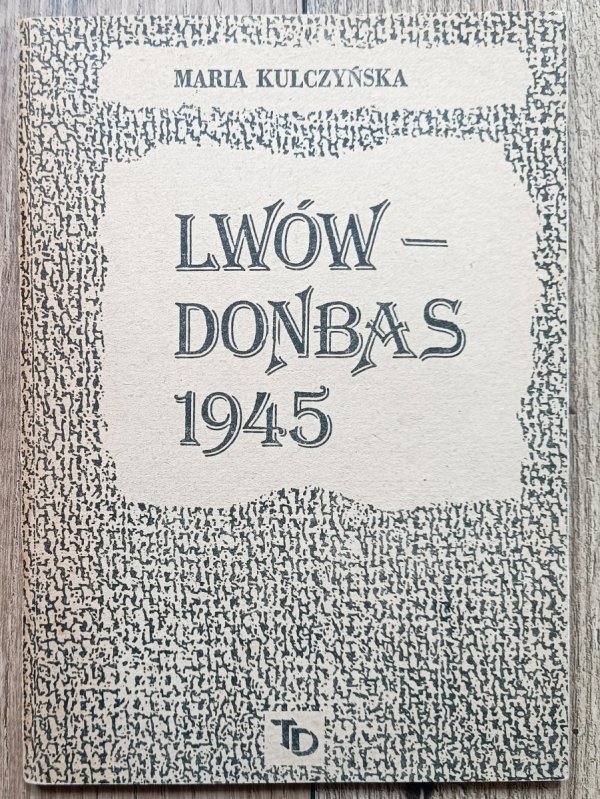 MARIA KULCZYŃSKA
LWÓW –
DONBAS
1945
TD